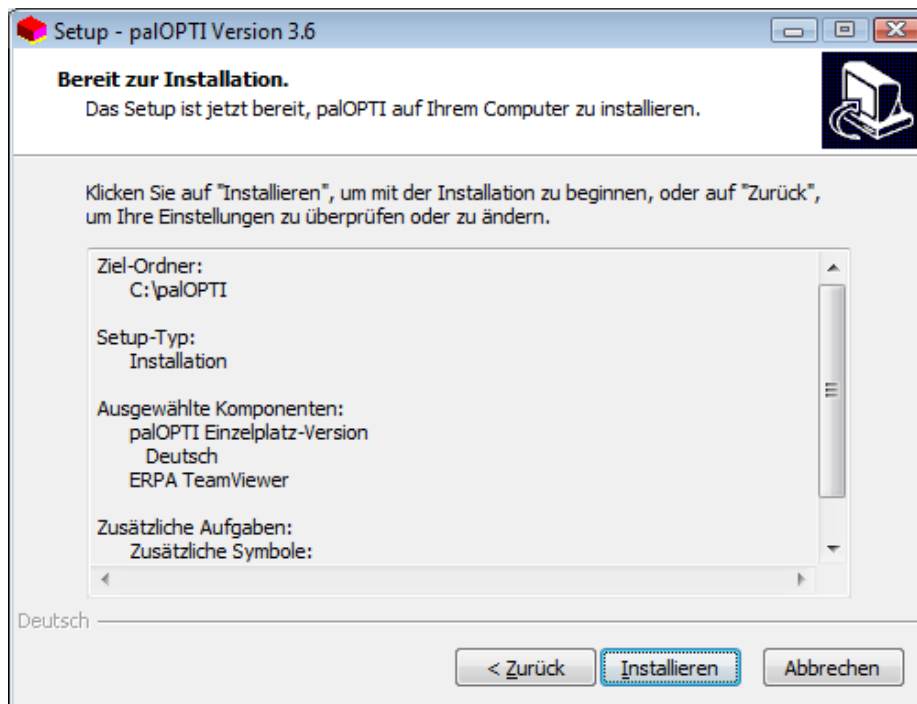 Setup - palOPTI Version 3.6
Bereit zur Installation.
Das Setup ist jetzt bereit, palOPTI auf Ihrem Computer zu installieren.
Klicken Sie auf "Installieren", um mit der Installation zu beginnen, oder auf "Zurück",
um Ihre Einstellungen zu überprüfen oder zu ändern.
Ziel-Ordner:
C:\palOPTI
Setup-Typ:
Installation
Ausgewählte Komponenten:
palOPTI Einzelplatz-Version
Deutsch
ERPA TeamViewer
Zusätzliche Aufgaben:
Zusätzliche Symbole:
Deutsch
< Zurück Installieren Abbrechen